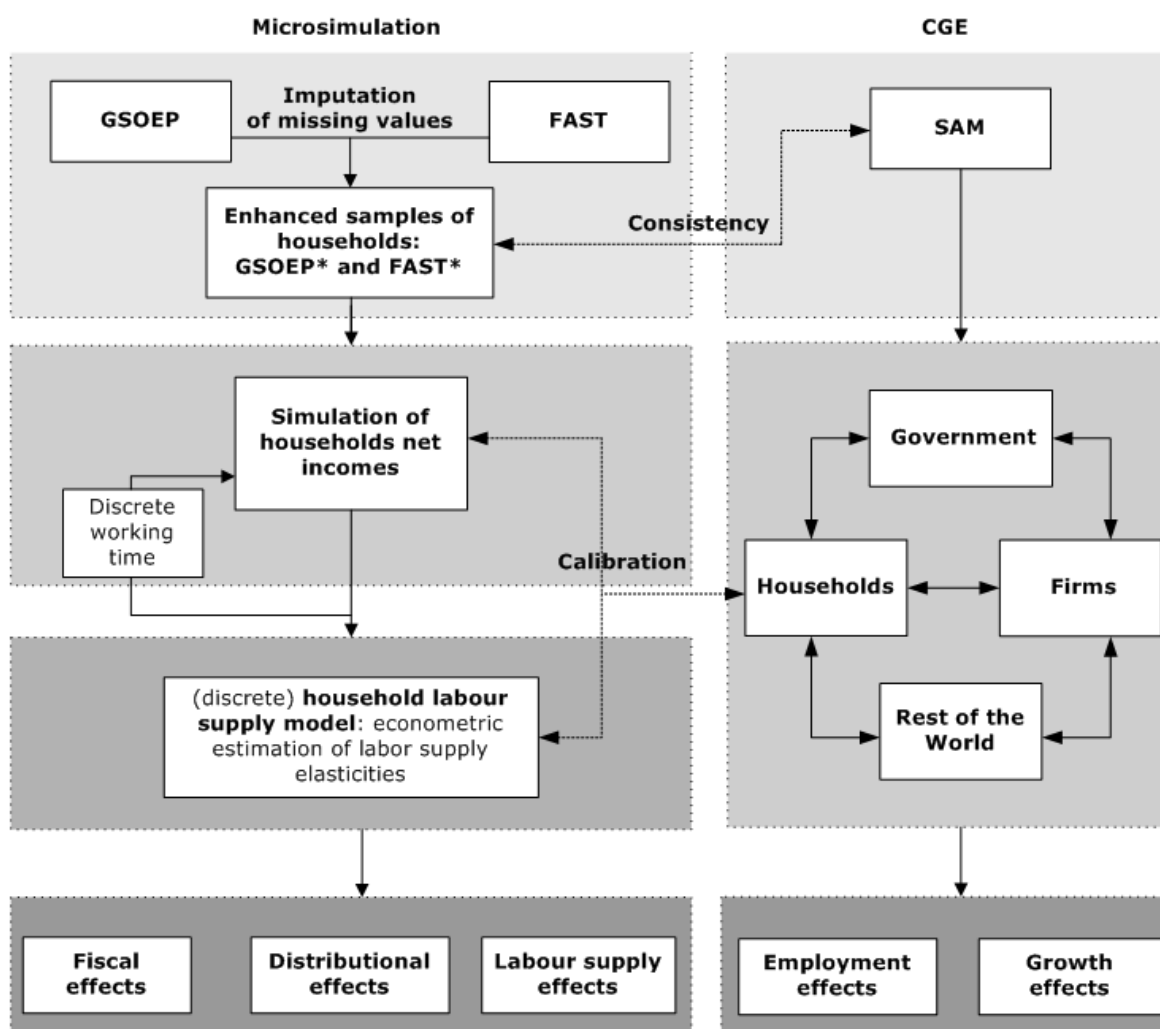 Microsimulation
CGE
GSOEP
Imputation
of missing values
FAST
SAM
Enhanced samples of
households:
GSOEP* and FAST*
Consistency
Simulation of
households net
incomes
Discrete
working
time
Calibration
Government
Households
Firms
Rest of the
World
(discrete) household labour
supply model: econometric
estimation of labor supply
elasticities
Fiscal
effects
Distributional
effects
Labour supply
effects
Employment
effects
Growth
effects